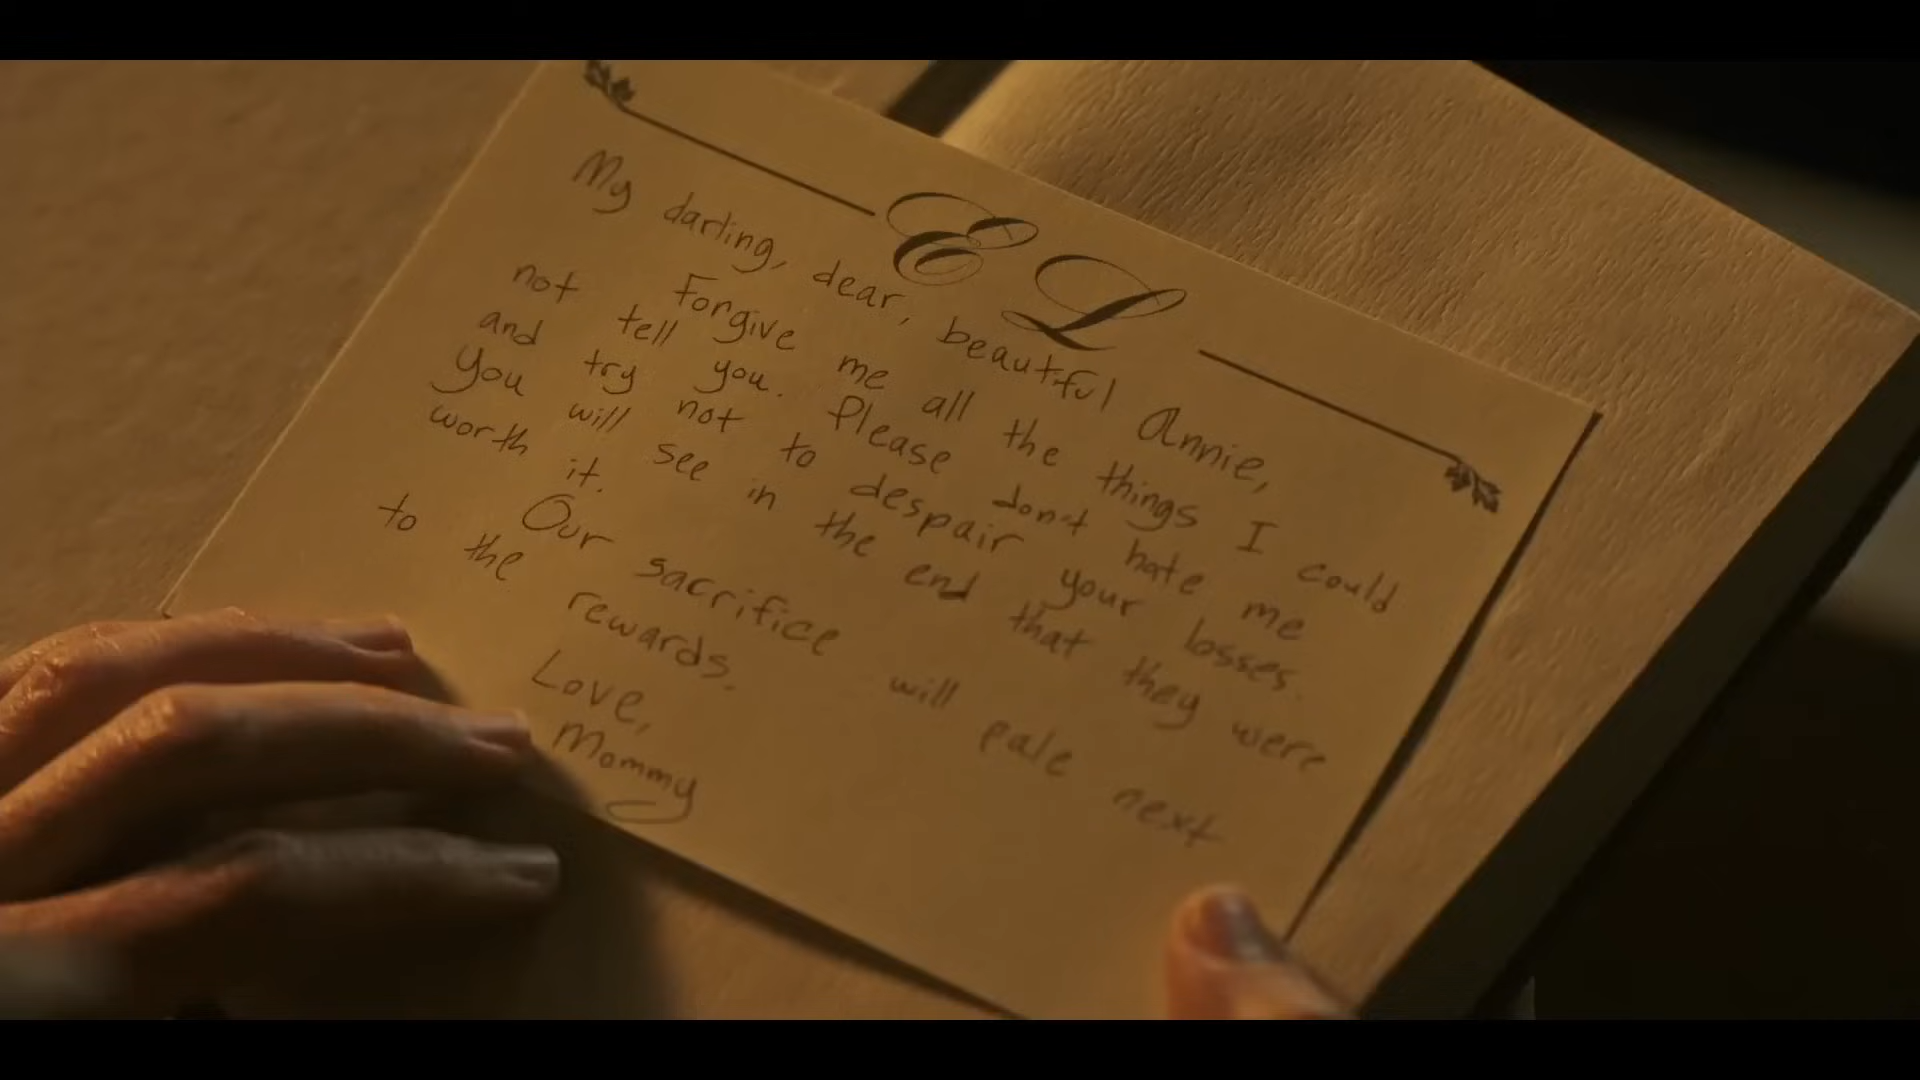 E L
My darling, dear, beautiful Annie,
Forgive me all the things I could
not tell you. Please don't hate me
and try not to despair your losses.
You will see in the end that they were
worth it.
Our sacrifice will pale next
to the rewards.
Love,
Mommy